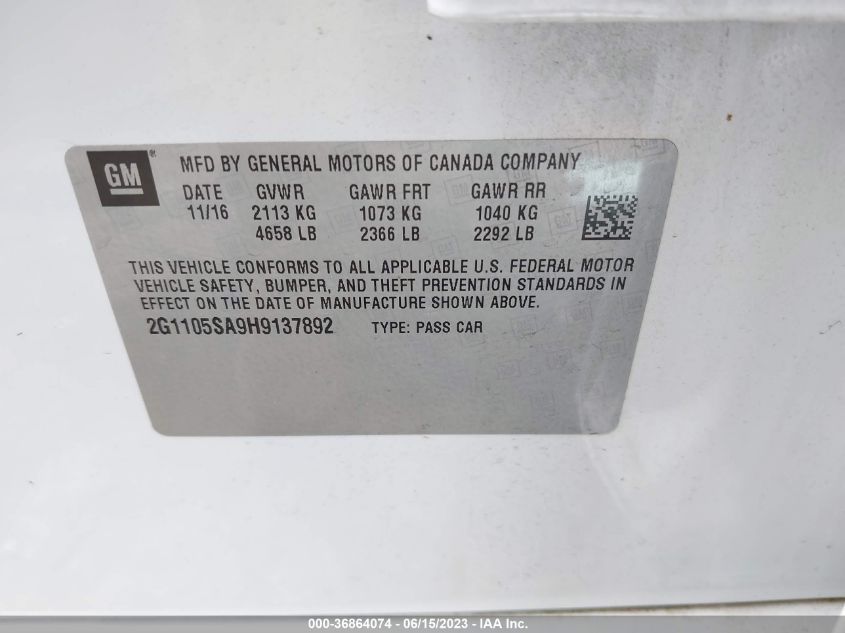 GM®
MFD BY GENERAL MOTORS OF CANADA COMPANY
DATE GVWR GAWR FRT GAWR RR
11/16 2113 KG 1073 KG 1040 KG
4658 LB 2366 LB 2292 LB
THIS VEHICLE CONFORMS TO ALL APPLICABLE U.S. FEDERAL MOTOR
VEHICLE SAFETY, BUMPER, AND THEFT PREVENTION STANDARDS IN
EFFECT ON THE DATE OF MANUFACTURE SHOWN ABOVE.
2G1105SA9H9137892 TYPE: PASS CAR
000-36864074 - 06/15/2023 - IAA Inc.